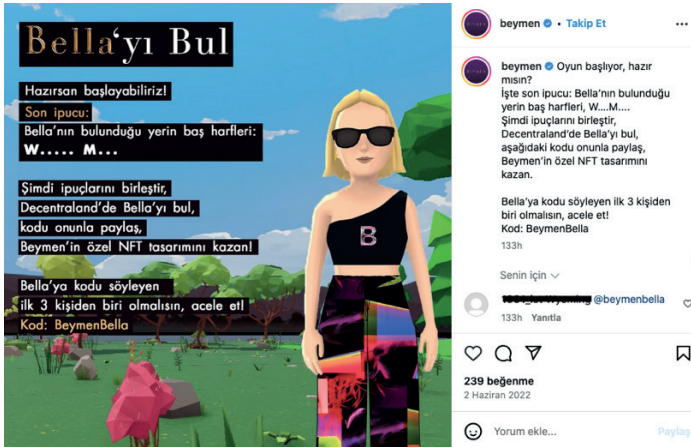 Bella'yı Bul
Hazırsan başlayabiliriz!
Son ipucu:
Bella'nın bulunduğu yerin baş harfleri:
W..... M...
Şimdi ipuçlarını birleştir,
Decentraland'de Bella'yı bul,
kodu onunla paylaş,
Beymen'in özel NFT tasarımını kazan!
Bella'ya kodu söyleyen
ilk 3 kişiden biri olmalısın, acele et!
Kod: BeymenBella
B
beymen • Takip Et
beymen Oyun başlıyor, hazır
mısın?
İşte son ipucu: Bella'nın bulunduğu
yerin baş harfleri, W....M....
Şimdi ipuçlarını birleştir,
Decentraland'de Bella'yı bul,
aşağıdaki kodu onunla paylaş,
Beymen'in özel NFT tasarımını
kazan.
Bella'ya kodu söyleyen ilk 3 kişiden
biri olmalısın, acele et!
Kod: BeymenBella
133h
Senin için
@beymenbella
133h Yanıtla
239 beğenme
2 Haziran 2022
Yorum ekle...
Paylaş